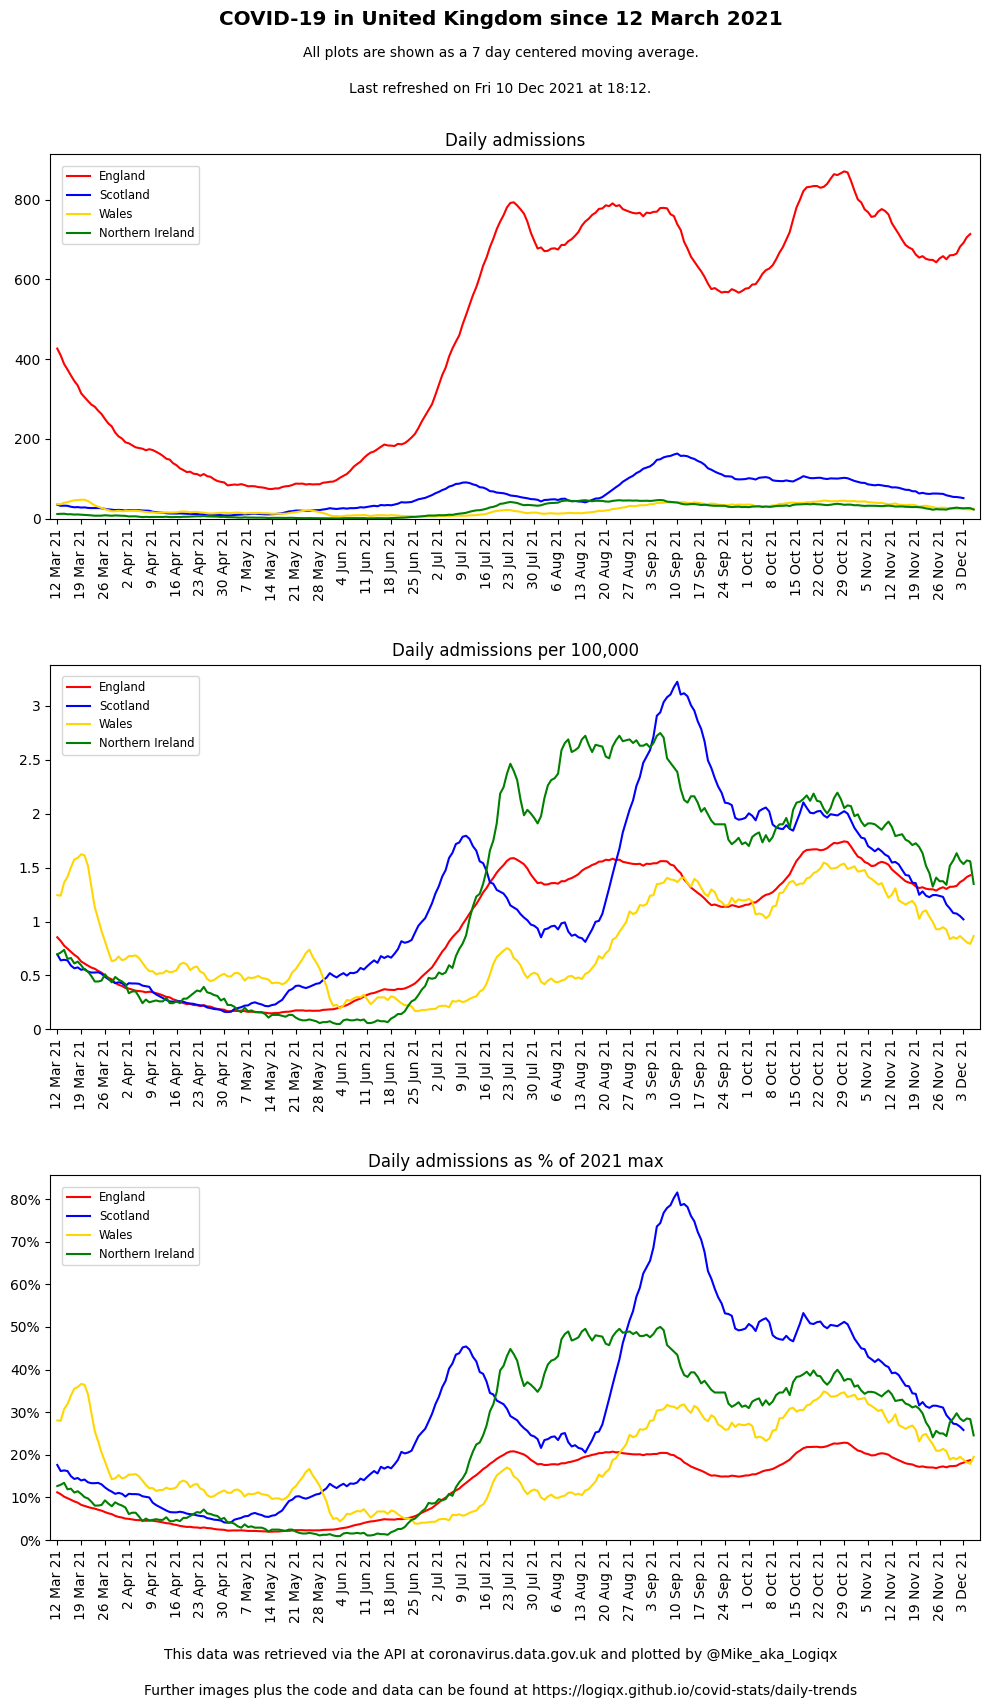 COVID-19 in United Kingdom since 12 March 2021
All plots are shown as a 7 day centered moving average.
Last refreshed on Fri 10 Dec 2021 at 18:12.
Daily admissions
England
Scotland
Wales
Northern Ireland
800
600
400
200
0
12 Mar 21
19 Mar 21
26 Mar 21
2 Apr 21
9 Apr 21
16 Apr 21
23 Apr 21
30 Apr 21
7 May 21
14 May 21
21 May 21
28 May 21
4 Jun 21
11 Jun 21
18 Jun 21
25 Jun 21
2 Jul 21
9 Jul 21
16 Jul 21
23 Jul 21
30 Jul 21
6 Aug 21
13 Aug 21
20 Aug 21
27 Aug 21
3 Sep 21
10 Sep 21
17 Sep 21
24 Sep 21
1 Oct 21
8 Oct 21
15 Oct 21
22 Oct 21
29 Oct 21
5 Nov 21
12 Nov 21
19 Nov 21
26 Nov 21
3 Dec 21
Daily admissions per 100,000
England
Scotland
Wales
Northern Ireland
3
2.5
2
1.5
1
0.5
0
12 Mar 21
19 Mar 21
26 Mar 21
2 Apr 21
9 Apr 21
16 Apr 21
23 Apr 21
30 Apr 21
7 May 21
14 May 21
21 May 21
28 May 21
4 Jun 21
11 Jun 21
18 Jun 21
25 Jun 21
2 Jul 21
9 Jul 21
16 Jul 21
23 Jul 21
30 Jul 21
6 Aug 21
13 Aug 21
20 Aug 21
27 Aug 21
3 Sep 21
10 Sep 21
17 Sep 21
24 Sep 21
1 Oct 21
8 Oct 21
15 Oct 21
22 Oct 21
29 Oct 21
5 Nov 21
12 Nov 21
19 Nov 21
26 Nov 21
3 Dec 21
Daily admissions as % of 2021 max
England
Scotland
Wales
Northern Ireland
80%
70%
60%
50%
40%
30%
20%
10%
0%
12 Mar 21
19 Mar 21
26 Mar 21
2 Apr 21
9 Apr 21
16 Apr 21
23 Apr 21
30 Apr 21
7 May 21
14 May 21
21 May 21
28 May 21
4 Jun 21
11 Jun 21
18 Jun 21
25 Jun 21
2 Jul 21
9 Jul 21
16 Jul 21
23 Jul 21
30 Jul 21
6 Aug 21
13 Aug 21
20 Aug 21
27 Aug 21
3 Sep 21
10 Sep 21
17 Sep 21
24 Sep 21
1 Oct 21
8 Oct 21
15 Oct 21
22 Oct 21
29 Oct 21
5 Nov 21
12 Nov 21
19 Nov 21
26 Nov 21
3 Dec 21
This data was retrieved via the API at coronavirus.data.gov.uk and plotted by @Mike_aka_Logiqx
Further images plus the code and data can be found at https://logiqx.github.io/covid-stats/daily-trends